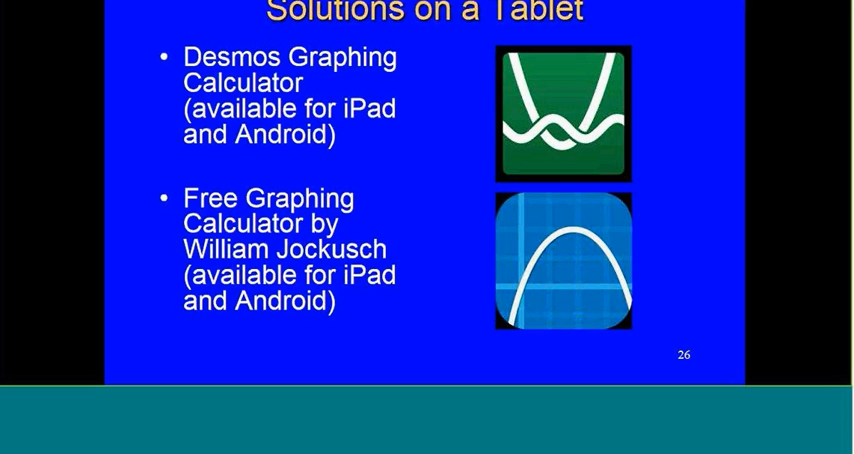 Solutions on a Tablet
• Desmos Graphing
Calculator
(available for iPad
and Android)
• Free Graphing
Calculator by
William Jockusch
(available for iPad
and Android)
26